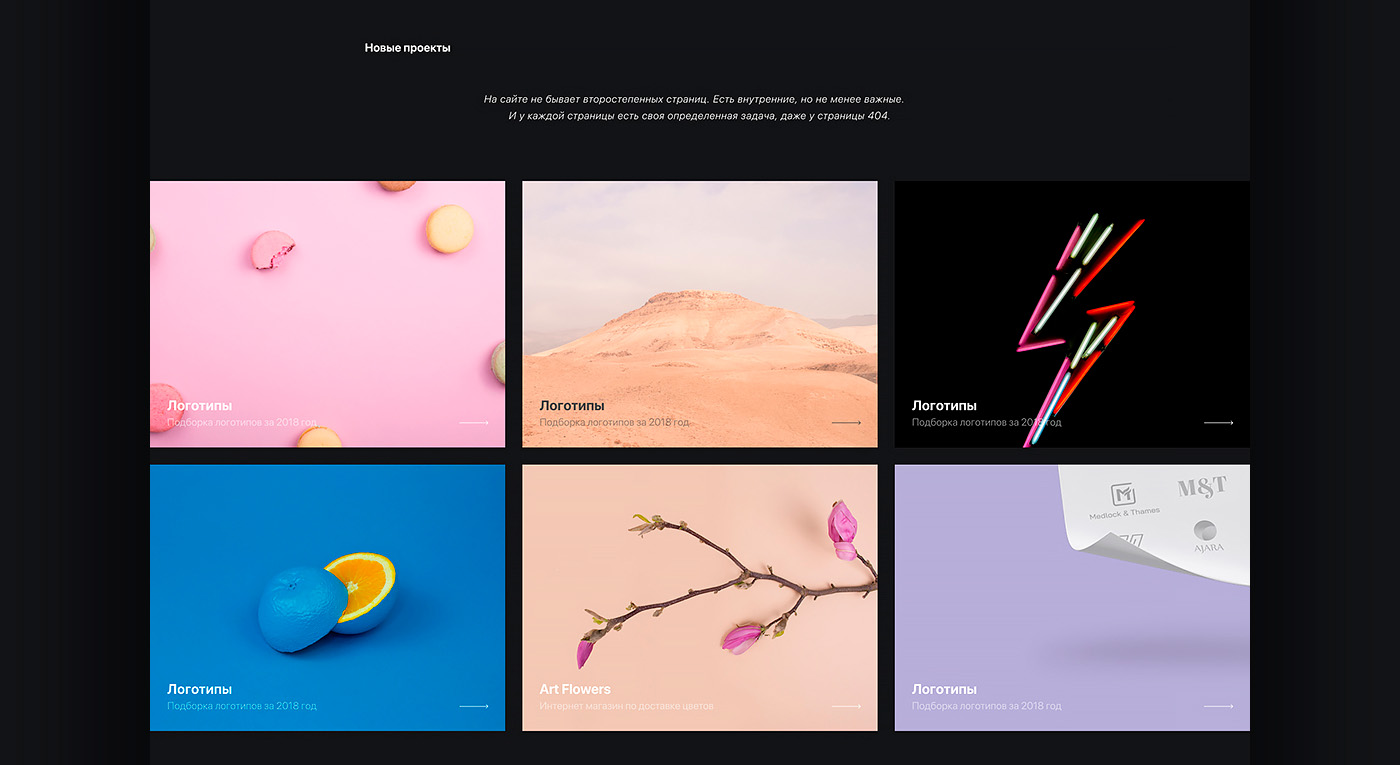 Новые проекты
На сайте не бывает второстепенных страниц. Есть внутренние, но не менее важные.
И у каждой страницы есть своя определенная задача, даже у страницы 404.
Логотипы
Подборка логотипов за 2018 год
Логотипы
Подборка логотипов за 2018 год
Логотипы
Подборка логотипов за 2018 год
Логотипы
Подборка логотипов за 2018 год
Art Flowers
Интернет магазин по доставке цветов
M&T
Medlock & Thames
AJARA
Логотипы
Подборка логотипов за 2018 год